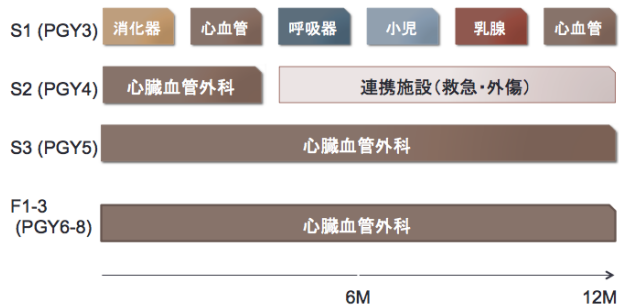 S1 (PGY3) 消化器 心血管 呼吸器 小児 乳腺 心血管
S2 (PGY4) 心臓血管外科 連携施設(救急・外傷)
S3 (PGY5) 心臓血管外科
F1-3
(PGY6-8) 心臓血管外科
6M 12M